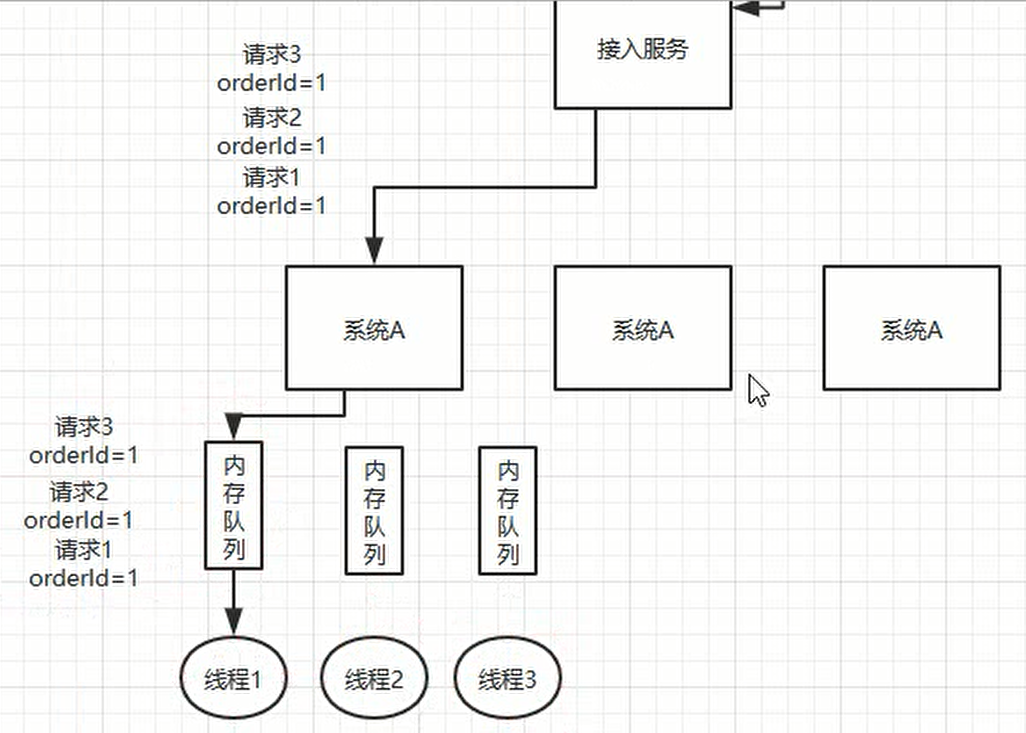 接入服务
请求3
orderId=1
请求2
orderId=1
请求1
orderId=1
系统A
系统A
系统A
请求3
orderId=1
请求2
orderId=1
请求1
orderId=1
内
存
队
列
内
存
队
列
内
存
队
列
线程1
线程2
线程3